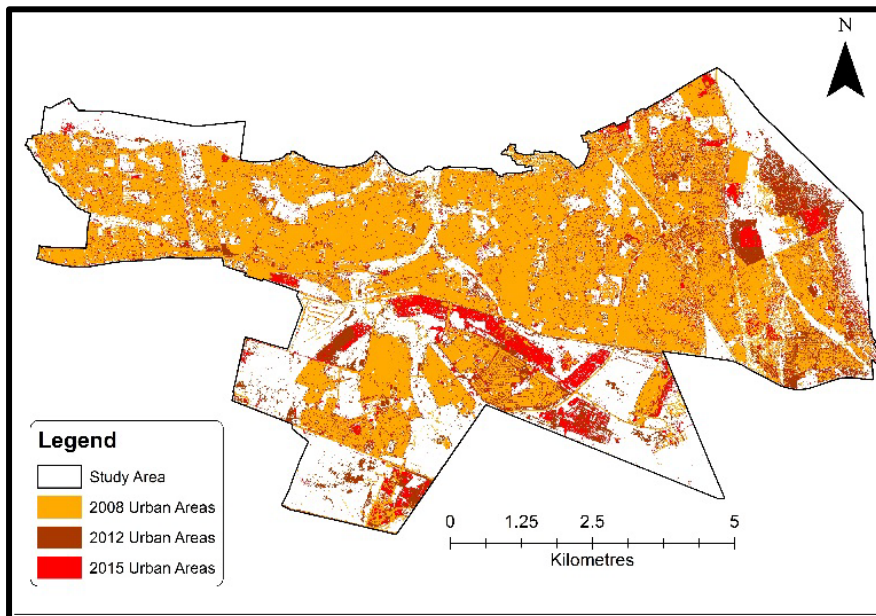 N
Legend
Study Area
2008 Urban Areas
2012 Urban Areas
2015 Urban Areas
0 1.25 2.5 5
Kilometres